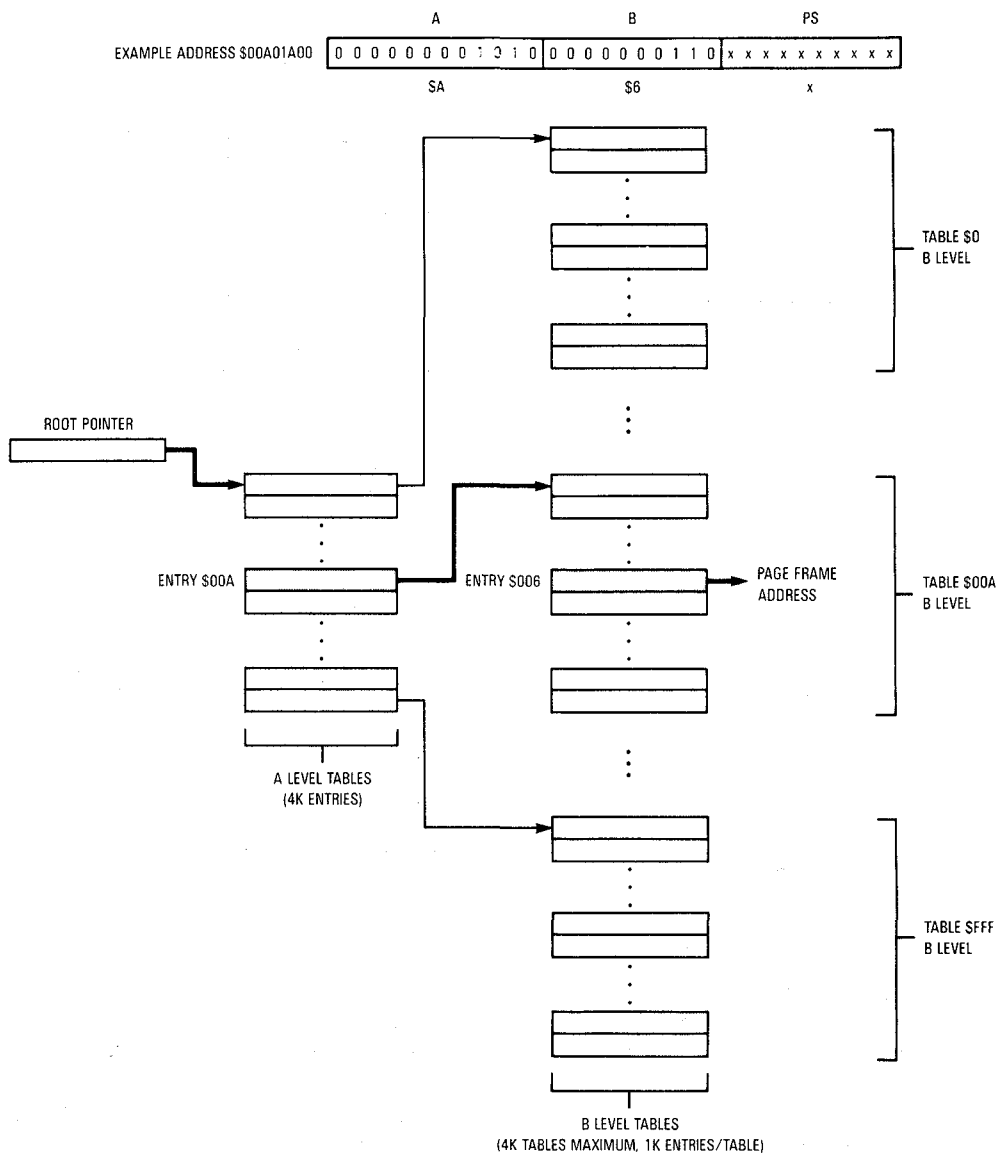 A B PS
EXAMPLE ADDRESS $00A01A00 0 0 0 0 0 0 0 0 1 0 1 0 0 0 0 0 0 0 0 1 1 0 x x x x x x x x x x
$A $6 x
TABLE $0
B LEVEL
ROOT POINTER
ENTRY $00A
ENTRY $006
PAGE FRAME
ADDRESS
TABLE $00A
B LEVEL
A LEVEL TABLES
(4K ENTRIES)
TABLE $FFF
B LEVEL
B LEVEL TABLES
(4K TABLES MAXIMUM, 1K ENTRIES/TABLE)